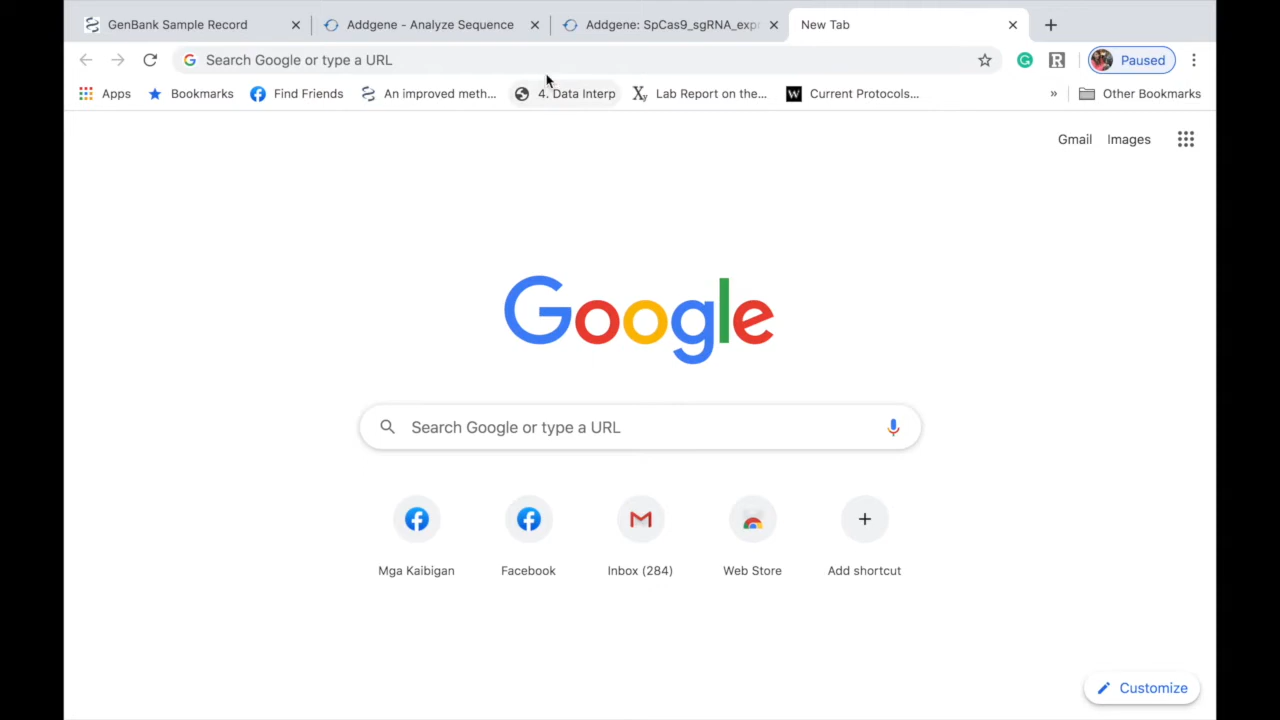 GenBank Sample Record
Addgene - Analyze Sequence
Addgene: SpCas9_sgRNA_expr
New Tab
Search Google or type a URL
Paused
Apps
Bookmarks
Find Friends
An improved meth...
4. Data Interp
Lab Report on the...
Current Protocols...
»
Other Bookmarks
Gmail
Images
Google
Search Google or type a URL
Mga Kaibigan
Facebook
Inbox (284)
Web Store
Add shortcut
Customize